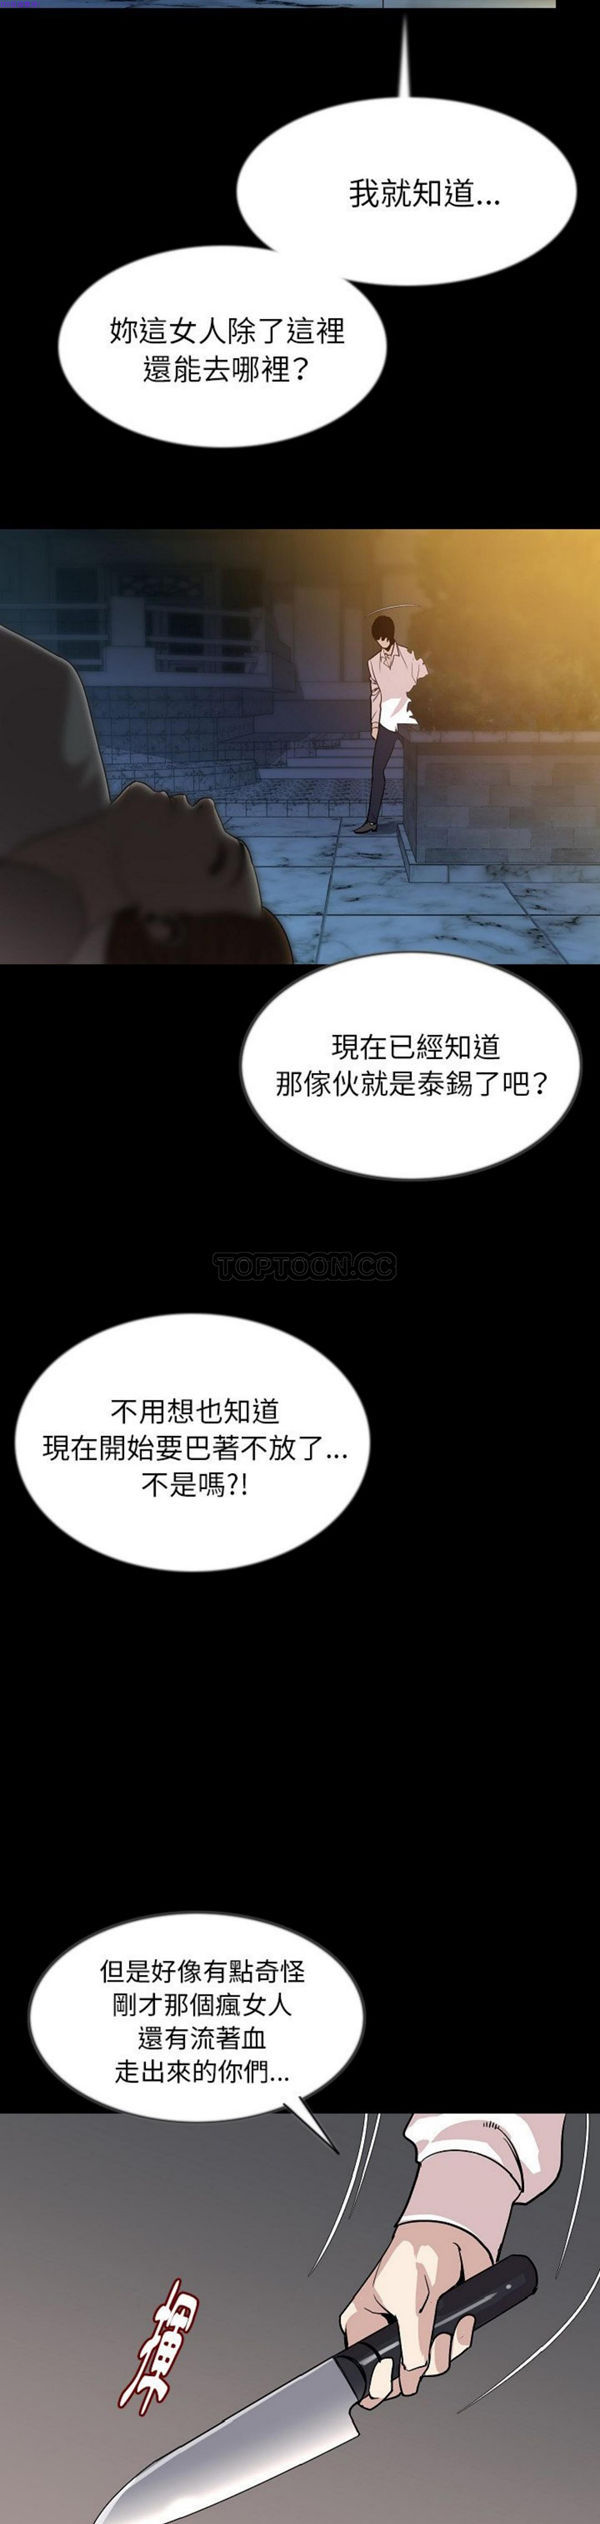 我就知道...
妳這女人除了這裡
還能去哪裡？
現在已經知道
那傢伙就是泰錫了吧？
TOPTOON.CC
不用想也知道
現在開始要巴著不放了...
不是嗎?!
但是好像有點奇怪
剛才那個瘋女人
還有流著血
走出來的你們...